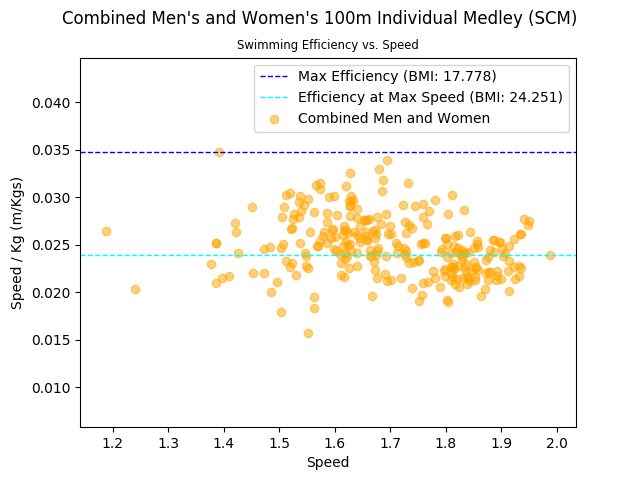 Combined Men's and Women's 100m Individual Medley (SCM)
Swimming Efficiency vs. Speed
Max Efficiency (BMI: 17.778)
Efficiency at Max Speed (BMI: 24.251)
Combined Men and Women
Speed / Kg (m/Kgs)
0.040
0.035
0.030
0.025
0.020
0.015
0.010
1.2 1.3 1.4 1.5 1.6 1.7 1.8 1.9 2.0
Speed